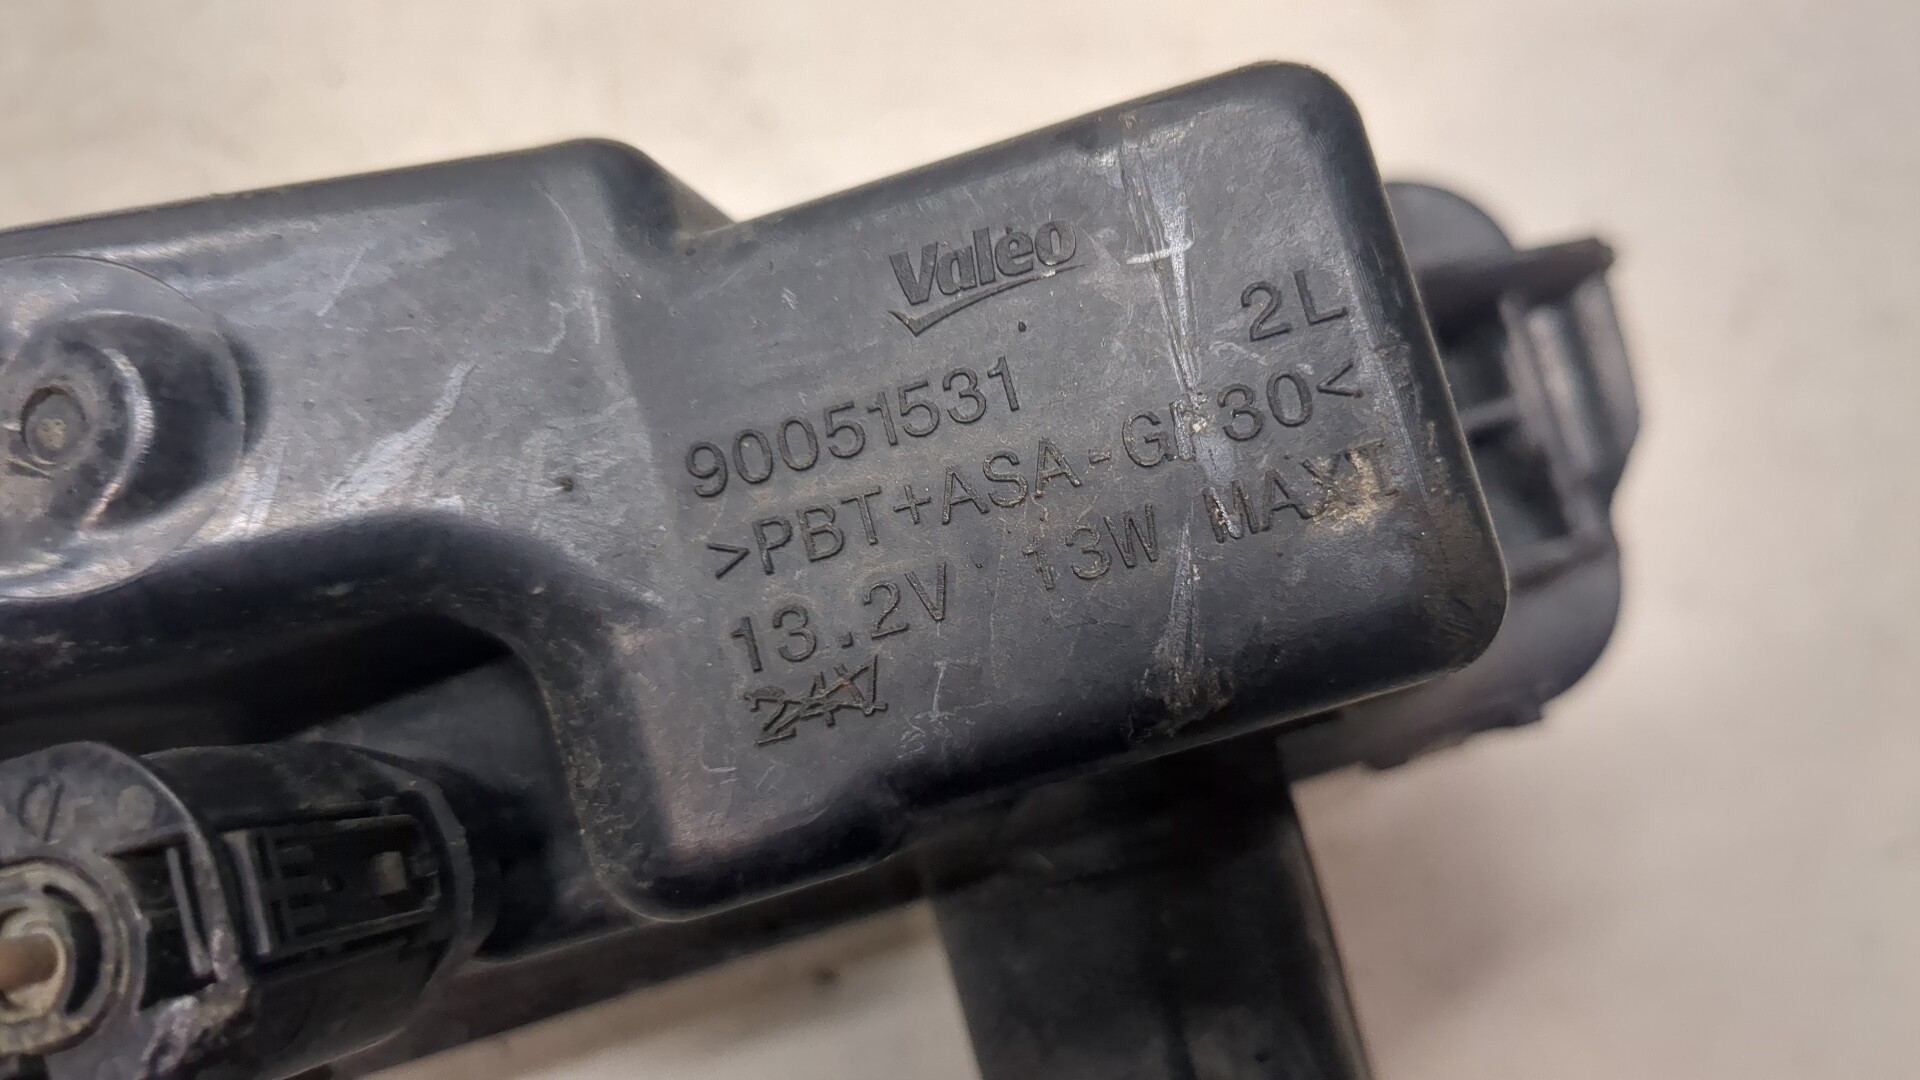 Valeo
2L
90051531
>PBT+ASA-GF30<
13.2V 13W MAXI
24V